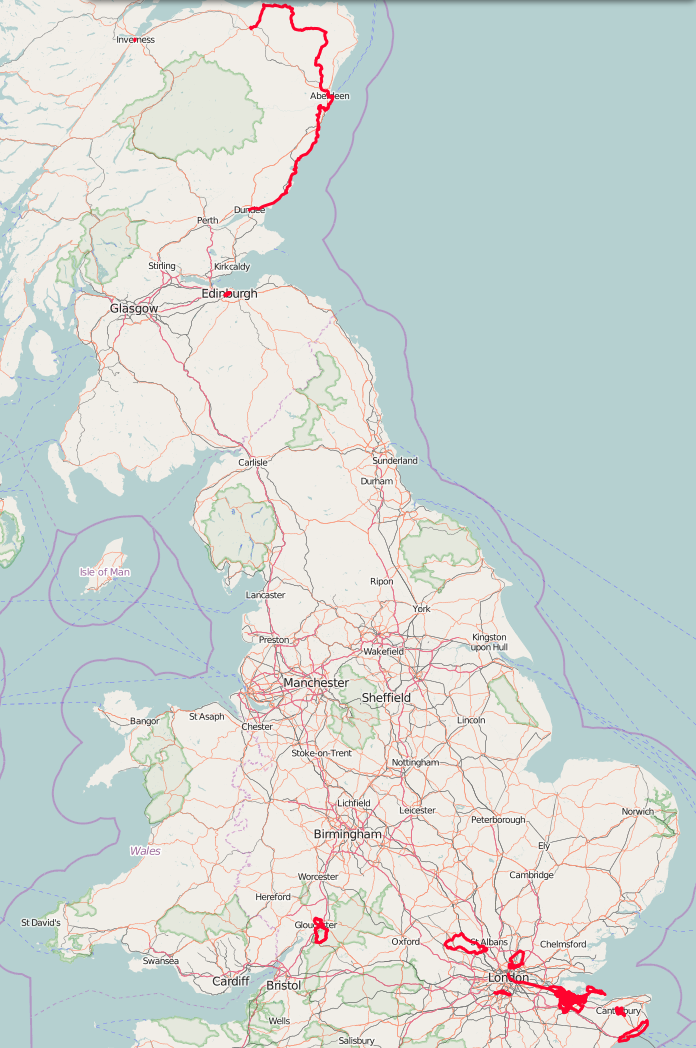 Inverness
Aberdeen
Dundee
Perth
Stirling
Kirkcaldy
Edinburgh
Glasgow
Carlisle
Sunderland
Durham
Isle of Man
Ripon
Lancaster
York
Preston
Kingston
upon Hull
Wakefield
Manchester
Sheffield
Bangor
St Asaph
Lincoln
Chester
Stoke-on-Trent
Nottingham
Lichfield
Leicester
Norwich
Peterborough
Birmingham
Ely
Wales
Worcester
Cambridge
Hereford
St David's
Gloucester
Oxford
St Albans
Chelmsford
Swansea
London
Cardiff
Bristol
Canterbury
Wells
Salisbury